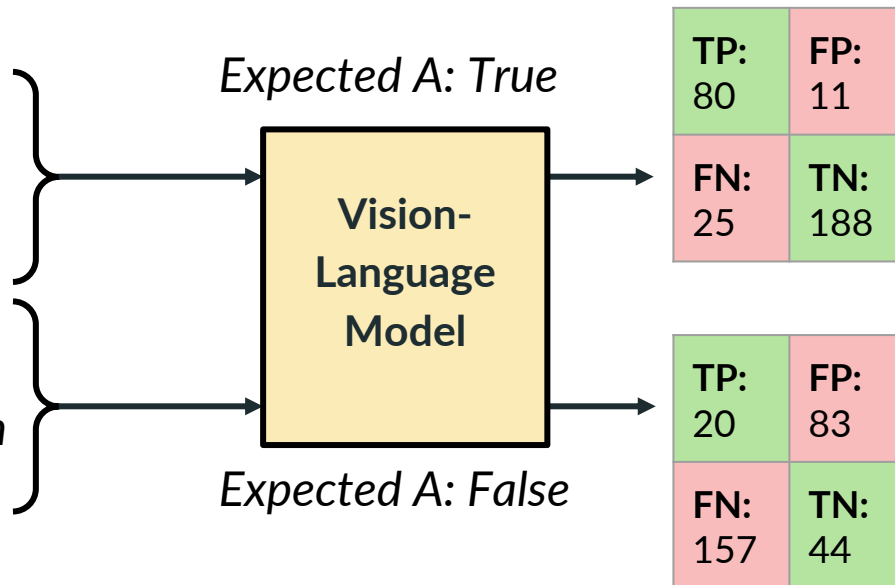 Expected A: True
Vision-
Language
Model
Expected A: False
TP:
80
FP:
11
FN:
25
TN:
188
TP:
20
FP:
83
FN:
157
TN:
44